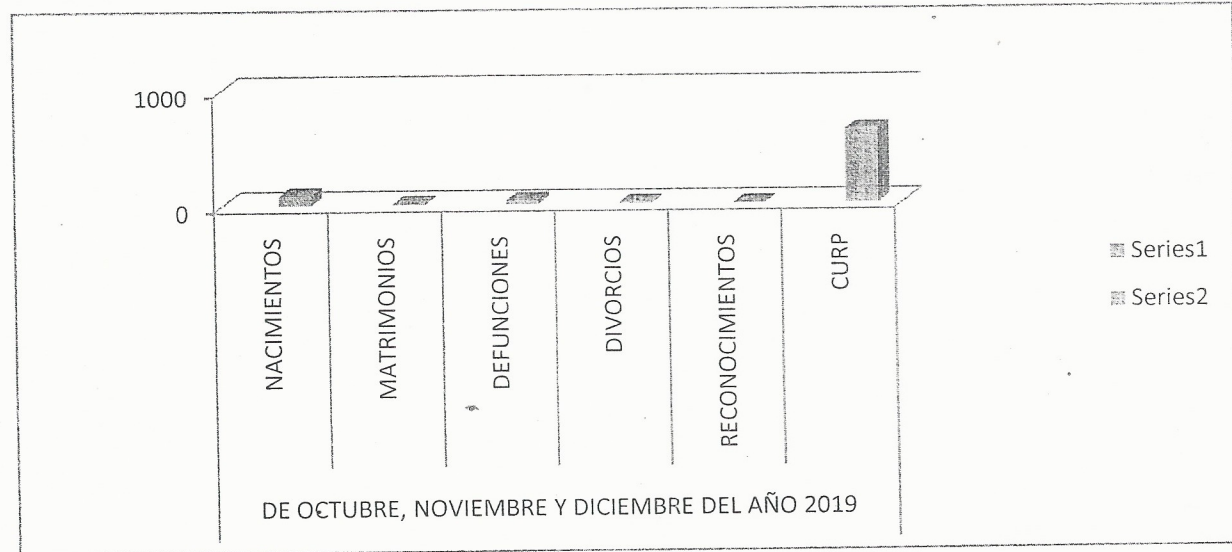 1000
0
NACIMIENTOS
MATRIMONIOS
DEFUNCIONES
DIVORCIOS
RECONOCIMIENTOS
CURP
DE OCTUBRE, NOVIEMBRE Y DICIEMBRE DEL AÑO 2019
Series1
Series2